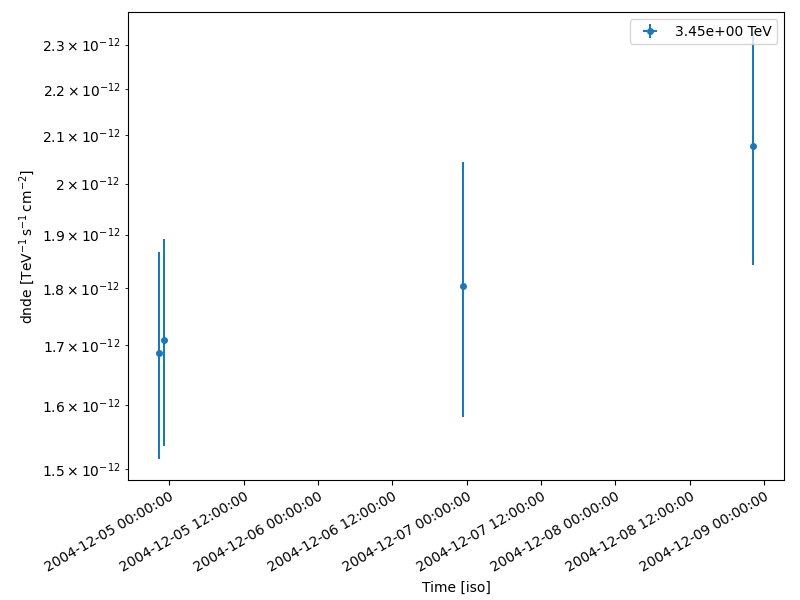 3.45e+00 TeV
2.3 × 10⁻¹²
2.2 × 10⁻¹²
2.1 × 10⁻¹²
2 × 10⁻¹²
1.9 × 10⁻¹²
1.8 × 10⁻¹²
1.7 × 10⁻¹²
1.6 × 10⁻¹²
1.5 × 10⁻¹²
dnde [TeV⁻¹ s⁻¹ cm⁻²]
2004-12-05 00:00:00
2004-12-05 12:00:00
2004-12-06 00:00:00
2004-12-06 12:00:00
2004-12-07 00:00:00
2004-12-07 12:00:00
2004-12-08 00:00:00
2004-12-08 12:00:00
2004-12-09 00:00:00
Time [iso]